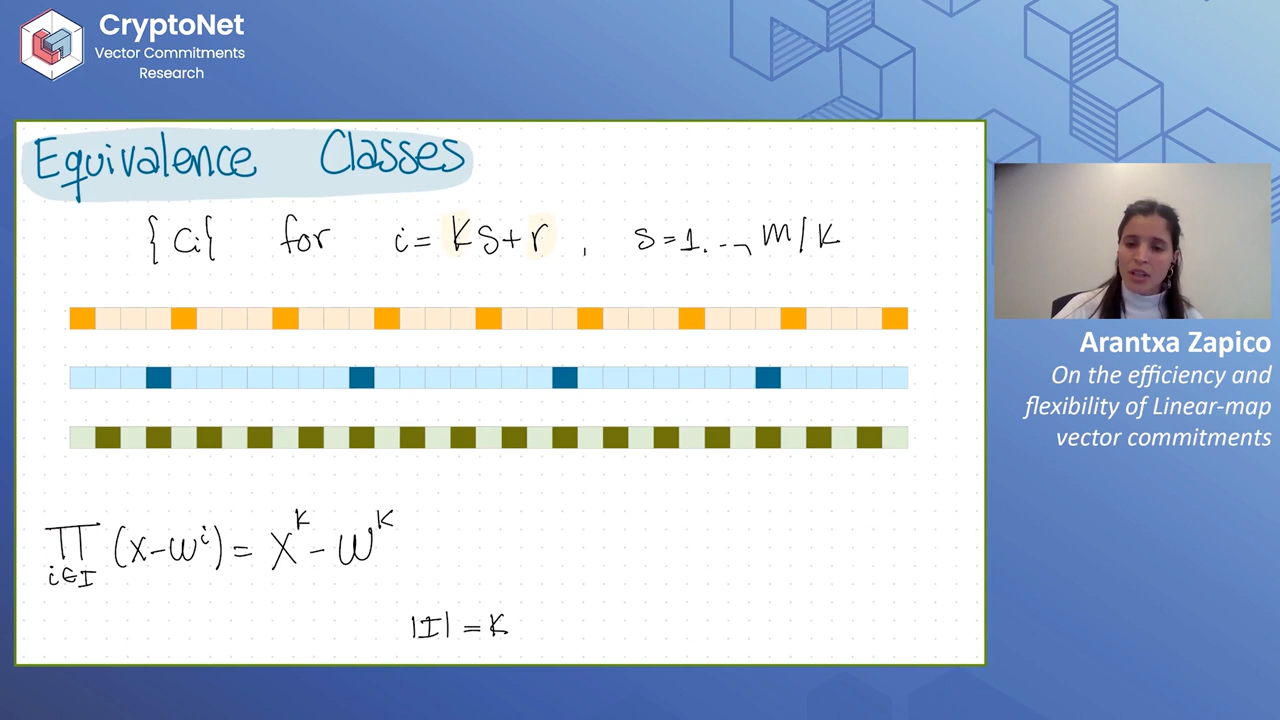 CryptoNet
Vector Commitments
Research
Equivalence Classes
{Ci} for i = ks+r , s=1..., m/k
∏ (x-ωⁱ) = X^k - ω^k
i∈I
|I| = k
Arantxa Zapico
On the efficiency and
flexibility of Linear-map
vector commitments